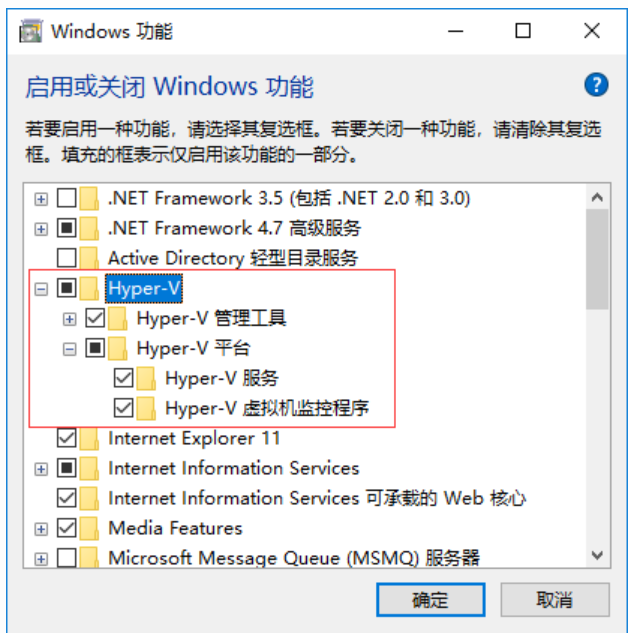 Windows 功能
启用或关闭 Windows 功能
若要启用一种功能，请选择其复选框。若要关闭一种功能，请清除其复选
框。填充的框表示仅启用该功能的一部分。
.NET Framework 3.5 (包括 .NET 2.0 和 3.0)
.NET Framework 4.7 高级服务
Active Directory 轻型目录服务
Hyper-V
Hyper-V 管理工具
Hyper-V 平台
Hyper-V 服务
Hyper-V 虚拟机监控程序
Internet Explorer 11
Internet Information Services
Internet Information Services 可承载的 Web 核心
Media Features
Microsoft Message Queue (MSMQ) 服务器
确定 取消